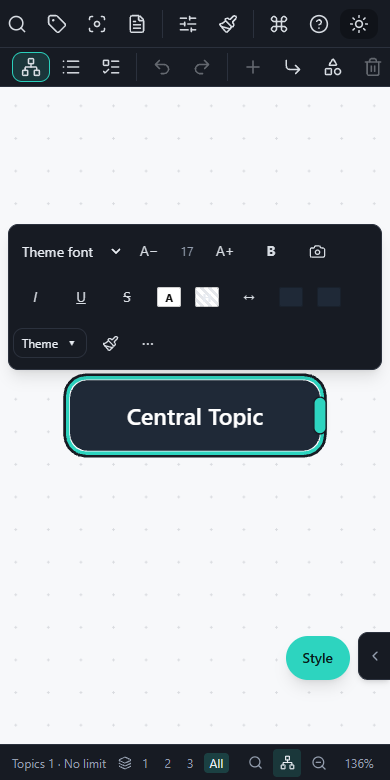 Theme font A− 17 A+ B
I U S A
Theme
Central Topic
Style
Topics 1 · No limit 1 2 3 All 136%